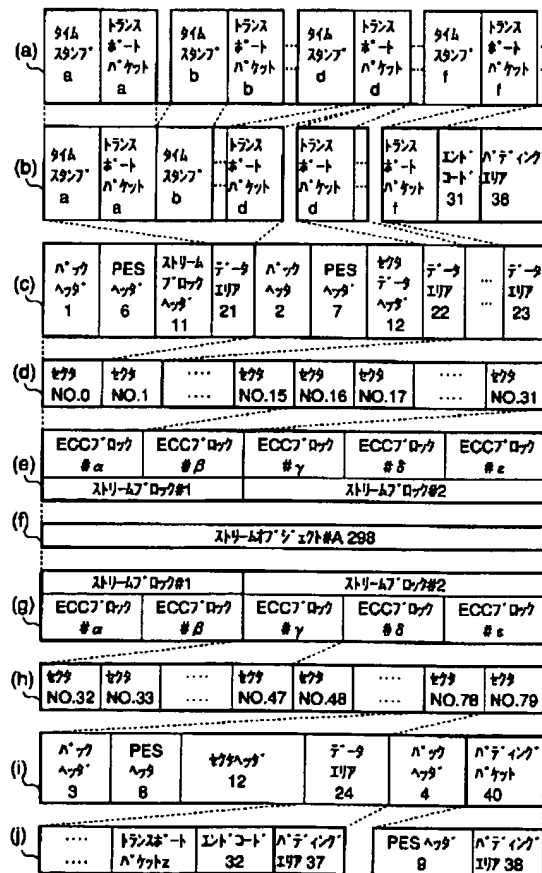 (a)
タイム スタンプ a
トランス ポート パケット a
タイム スタンプ b
トランス ポート パケット b
タイム スタンプ d
トランス ポート パケット d
タイム スタンプ f
トランス ポート パケット f
(b)
タイム スタンプ a
トランス ポート パケット a
タイム スタンプ b
トランス ポート パケット d
トランス ポート パケット d
トランス ポート パケット f
エンド コード 31
パディング エリア 38
(c)
パック ヘッダ 1
PES ヘッダ 6
ストリーム ブロック ヘッダ 11
データ エリア 21
パック ヘッダ 2
PES ヘッダ 7
セクタ データ ヘッダ 12
データ エリア 22
....
データ エリア 23
(d)
セクタ NO.0
セクタ NO.1
....
セクタ NO.15
セクタ NO.16
セクタ NO.17
....
セクタ NO.31
(e)
ECCブロック #α
ECCブロック #β
ECCブロック #γ
ECCブロック #δ
ECCブロック #ε
ストリームブロック#1
ストリームブロック#2
(f)
ストリームオブジェクト#A 298
(g)
ストリームブロック#1
ストリームブロック#2
ECCブロック #α
ECCブロック #β
ECCブロック #γ
ECCブロック #δ
ECCブロック #ε
(h)
セクタ NO.32
セクタ NO.33
....
セクタ NO.47
セクタ NO.48
....
セクタ NO.78
セクタ NO.79
(i)
パック ヘッダ 3
PES ヘッダ 8
セクタヘッダ 12
データ エリア 24
パック ヘッダ 4
パディング パケット 40
(j)
....
トランスポート パケットz
エンドコード 32
パディング エリア 37
PES ヘッダ 9
パディング エリア 38